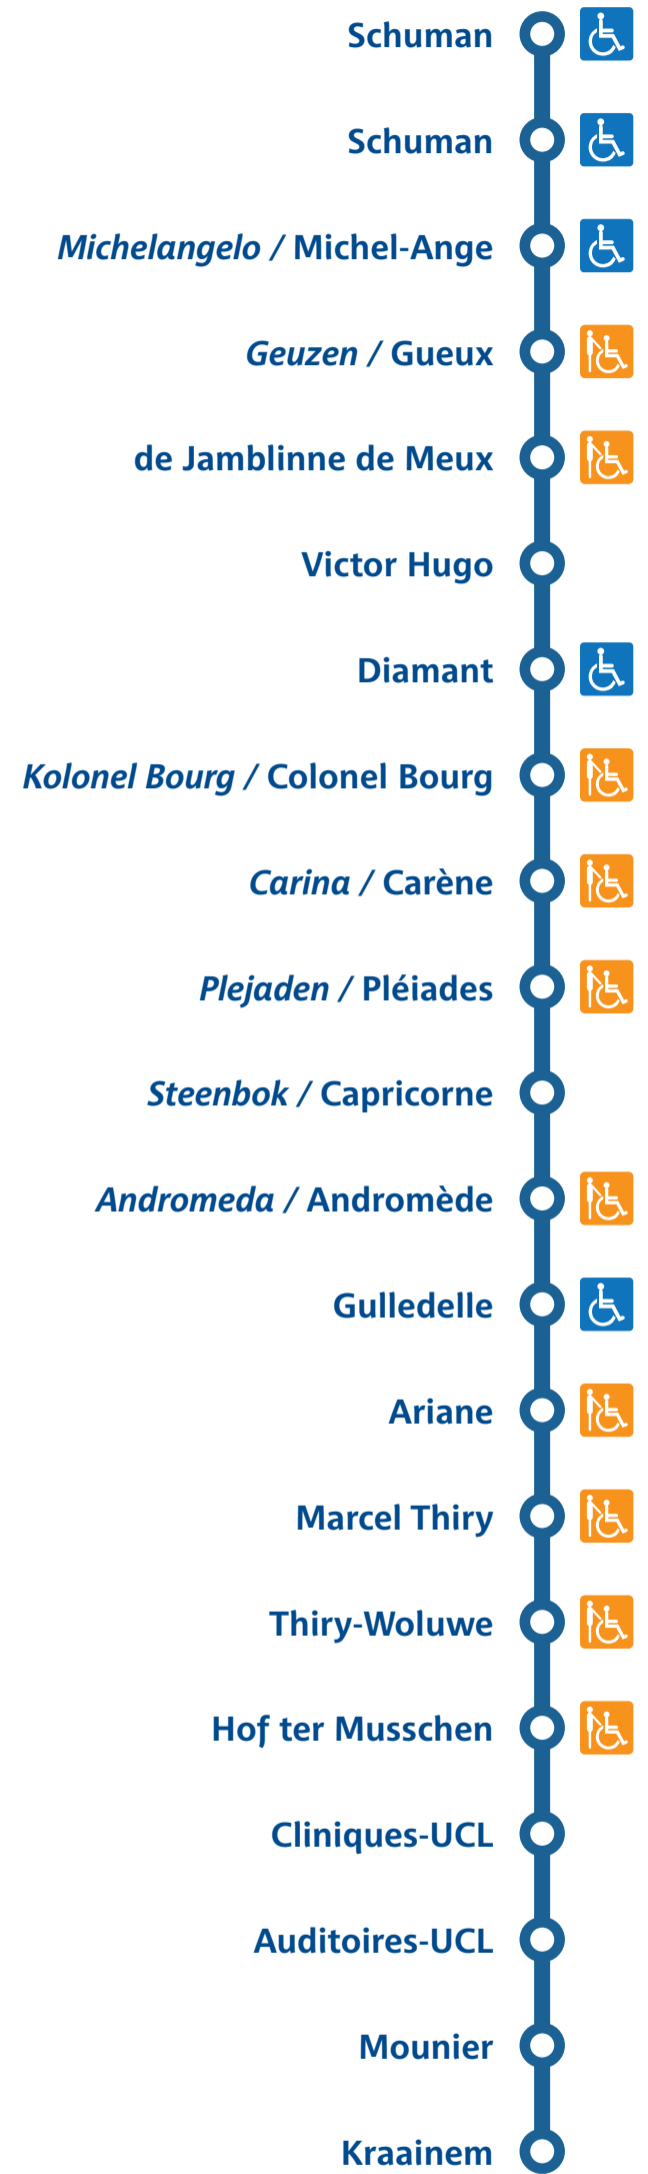 Schuman
Schuman
Michelangelo / Michel-Ange
Geuzen / Gueux
de Jamblinne de Meux
Victor Hugo
Diamant
Kolonel Bourg / Colonel Bourg
Carina / Carène
Plejaden / Pléiades
Steenbok / Capricorne
Andromeda / Andromède
Gulledelle
Ariane
Marcel Thiry
Thiry-Woluwe
Hof ter Musschen
Cliniques-UCL
Auditoires-UCL
Mounier
Kraainem